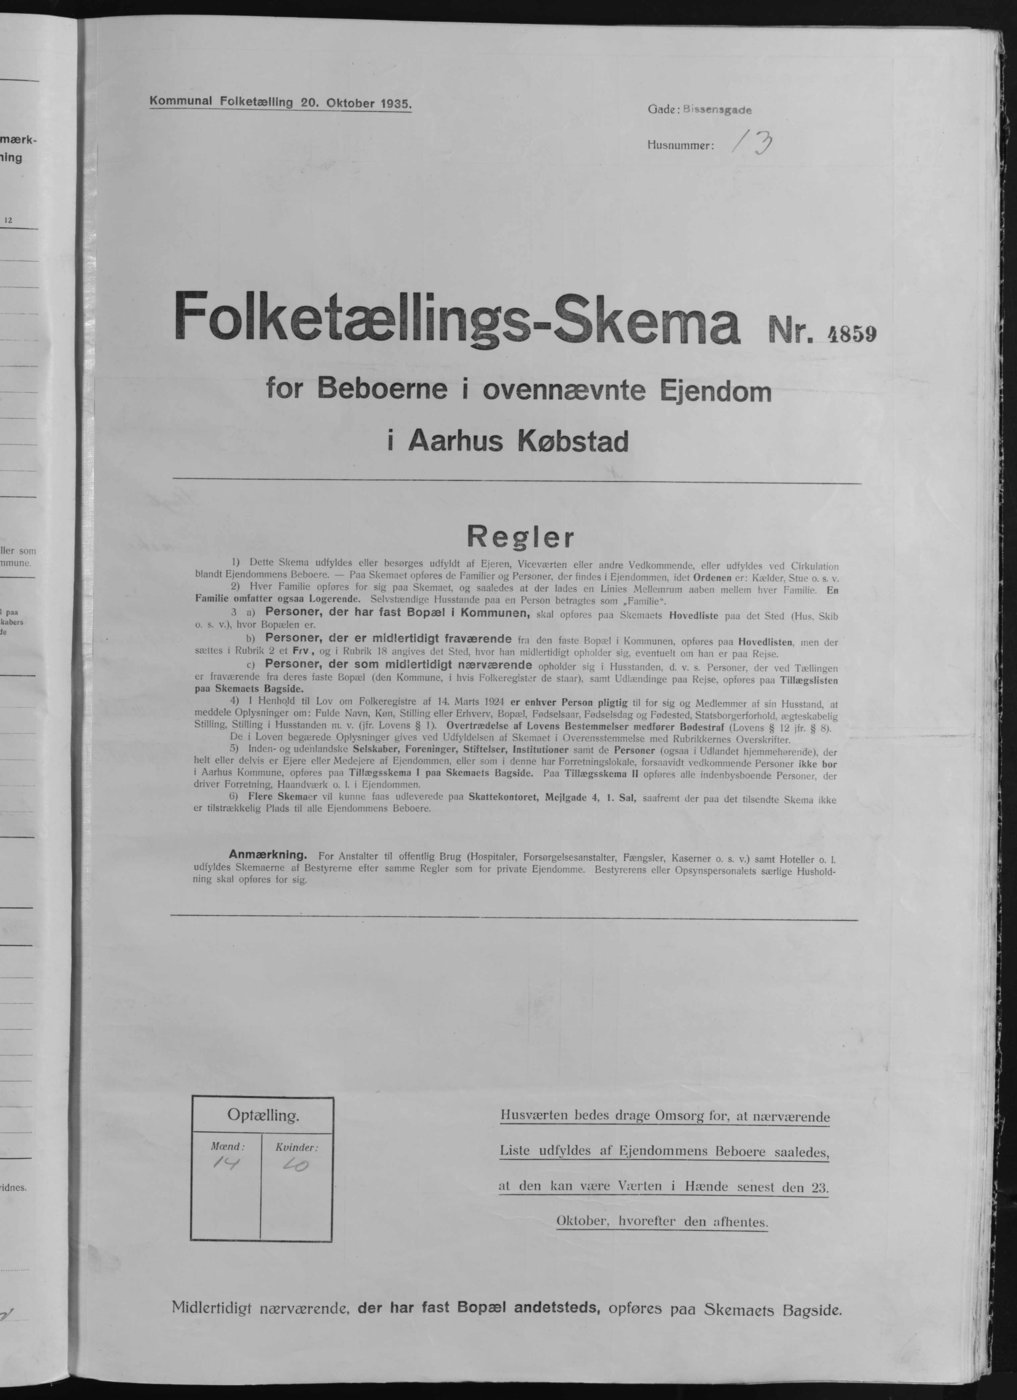 mærk-
ning
12
ller som
mmune.
l paa
kabers
de
vidnes.
Kommunal Folketælling 20. Oktober 1935.
Gade: Bissensgade
Husnummer: 13
Folketællings-Skema Nr. 4859
for Beboerne i ovennævnte Ejendom
i Aarhus Købstad
Regler
1) Dette Skema udfyldes eller besørges udfyldt af Ejeren, Viceværten eller andre Vedkommende, eller udfyldes ved Cirkulation
blandt Ejendommens Beboere. — Paa Skemaet opføres de Familier og Personer, der findes i Ejendommen, idet Ordenen er: Kælder, Stue o. s. v.
2) Hver Familie opføres for sig paa Skemaet, og saaledes at der lades en Linies Mellemrum aaben mellem hver Familie. En
Familie omfatter ogsaa Logerende. Selvstændige Husstande paa en Person betragtes som „Familie“.
3 a) Personer, der har fast Bopæl i Kommunen, skal opføres paa Skemaets Hovedliste paa det Sted (Hus, Skib
o. s. v.), hvor Bopælen er.
b) Personer, der er midlertidigt fraværende fra den faste Bopæl i Kommunen, opføres paa Hovedlisten, men der
sættes i Rubrik 2 et Frv., og i Rubrik 18 angives det Sted, hvor han midlertidigt opholder sig, eventuelt om han er paa Rejse.
c) Personer, der som midlertidigt nærværende opholder sig i Husstanden, d. v. s. Personer, der ved Tællingen
er fraværende fra deres faste Bopæl (den Kommune, i hvis Folkeregister de staar), samt Udlændinge paa Rejse, opføres paa Tillægslisten
paa Skemaets Bagside.
4) I Henhold til Lov om Folkeregistre af 14. Marts 1924 er enhver Person pligtig til for sig og Medlemmer af sin Husstand, at
meddele Oplysninger om: Fulde Navn, Køn, Stilling eller Erhverv, Bopæl, Fødselsaar, Fødselsdag og Fødested, Statsborgerforhold, ægteskabelig
Stilling, Stilling i Husstanden m. v. (jfr. Lovens § 1). Overtrædelse af Lovens Bestemmelser medfører Bødestraf (Lovens § 12 jfr. § 8).
De i Loven begærede Oplysninger gives ved Udfyldelsen af Skemaet i Overensstemmelse med Rubrikkernes Overskrifter.
5) Inden- og udenlandske Selskaber, Foreninger, Stiftelser, Institutioner samt de Personer (ogsaa i Udlandet hjemmehørende), der
helt eller delvis er Ejere eller Medejere af Ejendommen, eller som i denne har Forretningslokale, forsaavidt vedkommende Personer ikke bor
i Aarhus Kommune, opføres paa Tillægsskema I paa Skemaets Bagside. Paa Tillægsskema II opføres alle indenbysboende Personer, der
driver Forretning, Haandværk o. l. i Ejendommen.
6) Flere Skemaer vil kunne faas udleverede paa Skattekontoret, Mejlgade 4, 1. Sal, saafremt der paa det tilsendte Skema ikke
er tilstrækkelig Plads til alle Ejendommens Beboere.
Anmærkning. For Anstalter til offentlig Brug (Hospitaler, Forsørgelsesanstalter, Fængsler, Kaserner o. s. v.) samt Hoteller o. l.
udfyldes Skemaerne af Bestyrerne efter samme Regler som for private Ejendomme. Bestyrerens eller Opsynspersonalets særlige Hushold-
ning skal opføres for sig.
Optælling.
Mænd: Kvinder:
14 20
Husværten bedes drage Omsorg for, at nærværende
Liste udfyldes af Ejendommens Beboere saaledes,
at den kan være Værten i Hænde senest den 23.
Oktober, hvorefter den afhentes.
Midlertidigt nærværende, der har fast Bopæl andetsteds, opføres paa Skemaets Bagside.